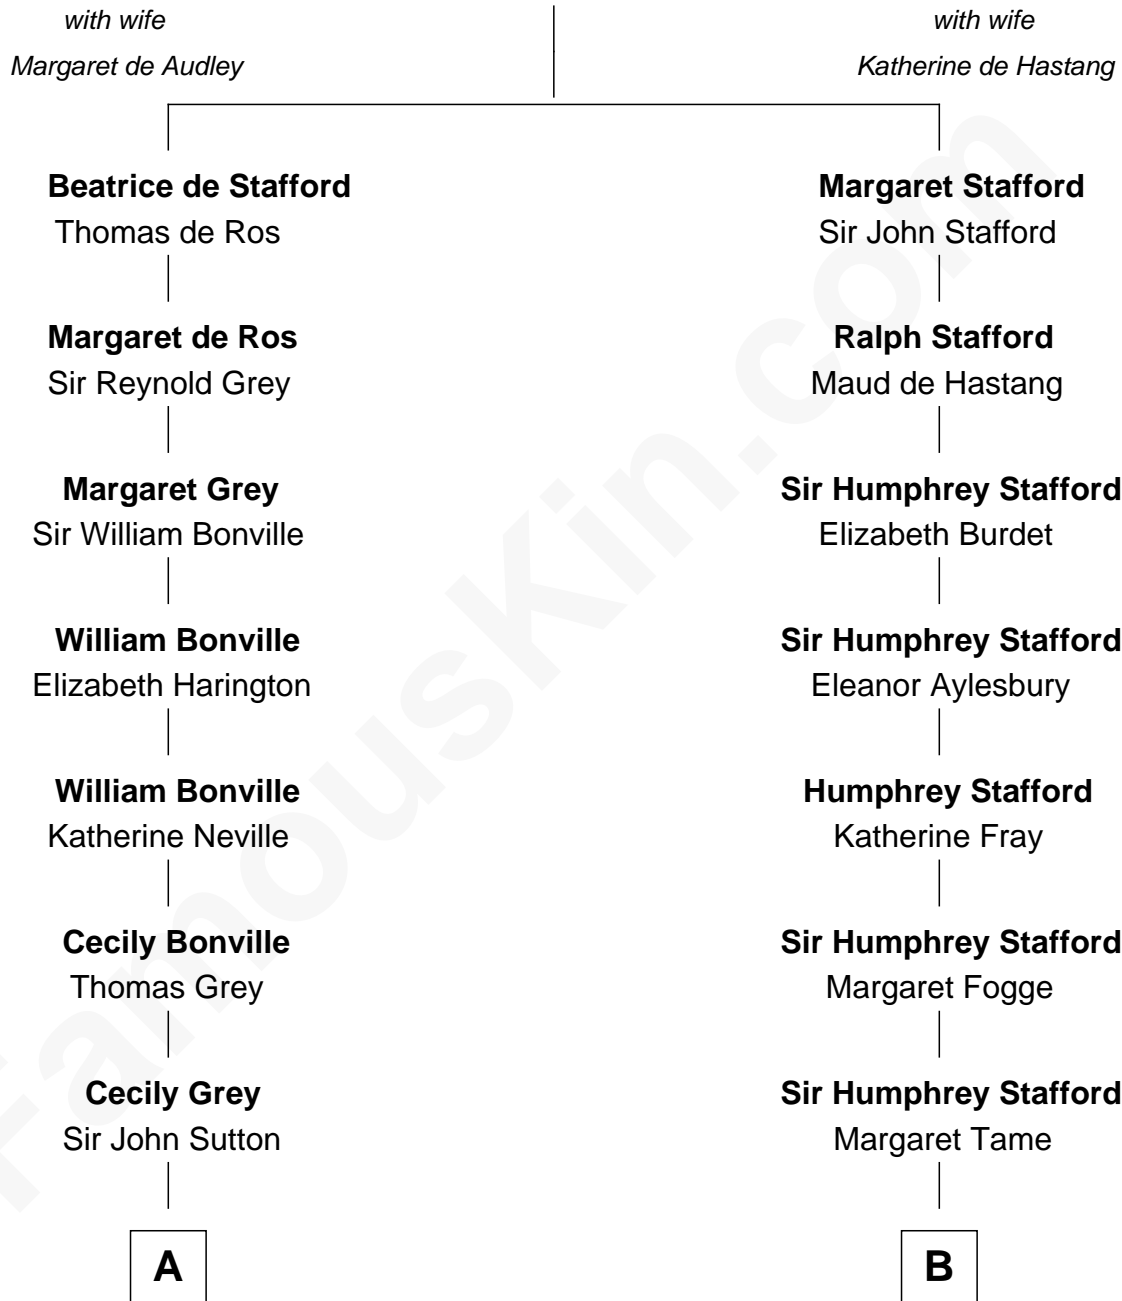 with wife
Margaret de Audley
with wife
Katherine de Hastang
Beatrice de Stafford
Thomas de Ros
Margaret Stafford
Sir John Stafford
Margaret de Ros
Sir Reynold Grey
Ralph Stafford
Maud de Hastang
Margaret Grey
Sir William Bonville
Sir Humphrey Stafford
Elizabeth Burdet
William Bonville
Elizabeth Harington
Sir Humphrey Stafford
Eleanor Aylesbury
William Bonville
Katherine Neville
Humphrey Stafford
Katherine Fray
Cecily Bonville
Thomas Grey
Sir Humphrey Stafford
Margaret Fogge
Cecily Grey
Sir John Sutton
Sir Humphrey Stafford
Margaret Tame
A
B
FamousKin.com